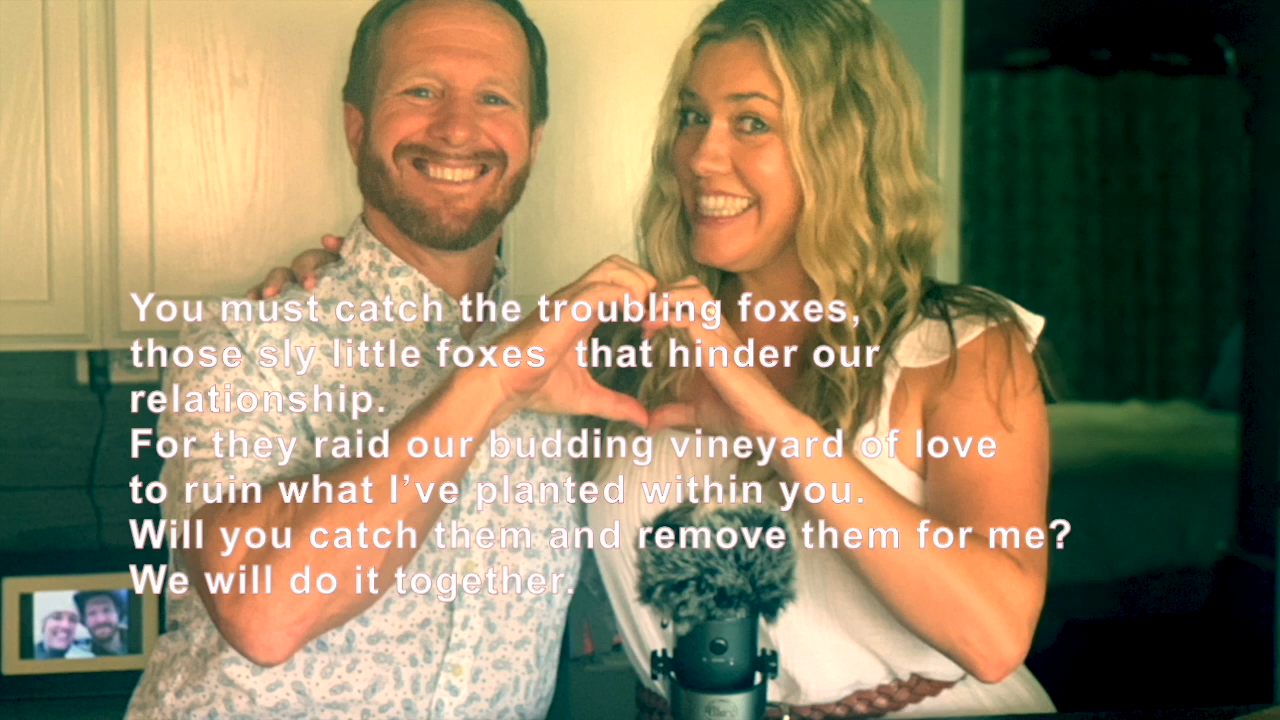 You must catch the troubling foxes,
those sly little foxes  that hinder our
relationship.
For they raid our budding vineyard of love
to ruin what I’ve planted within you.
Will you catch them and remove them for me?
We will do it together.